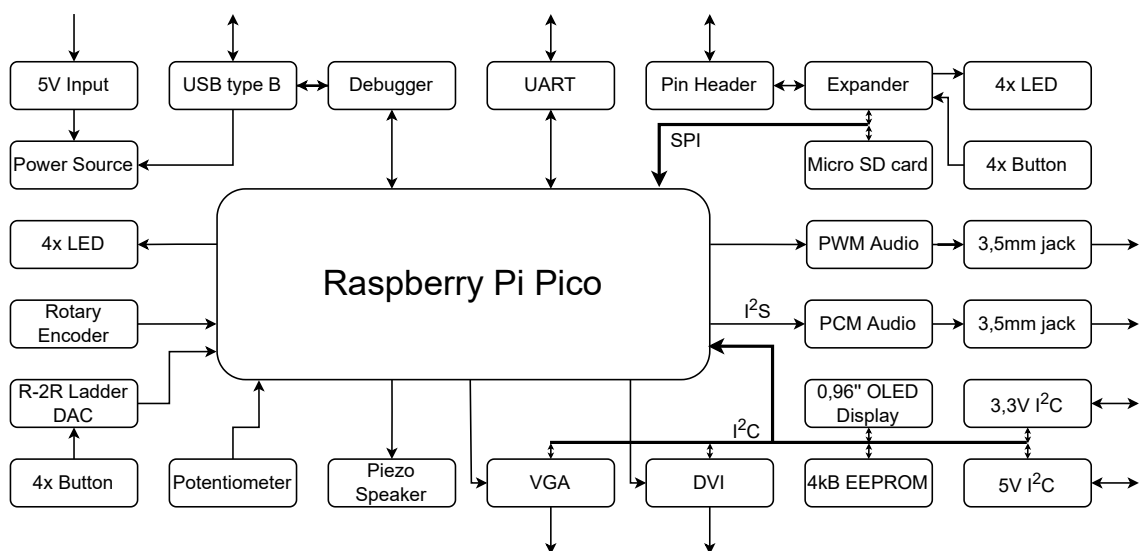 5V Input
USB type B
Debugger
UART
Pin Header
Expander
4x LED
SPI
Power Source
Micro SD card
4x Button
4x LED
Raspberry Pi Pico
PWM Audio
3,5mm jack
Rotary
Encoder
I²S
PCM Audio
3,5mm jack
R-2R Ladder
DAC
0,96" OLED
Display
3,3V I²C
I²C
4x Button
Potentiometer
Piezo
Speaker
VGA
DVI
4kB EEPROM
5V I²C